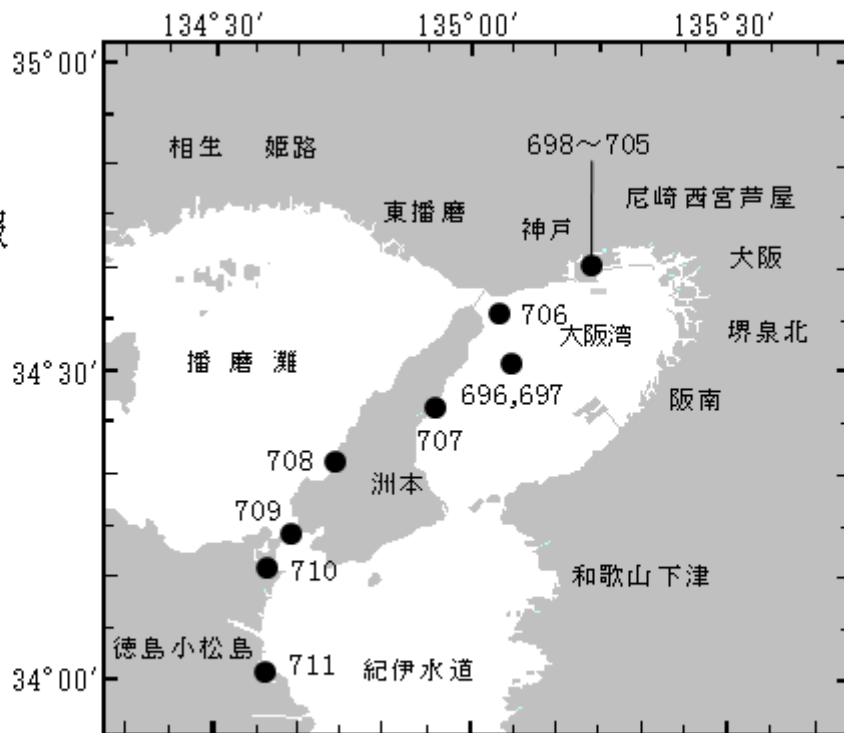 134°30′ 135°00′ 135°30′
35°00′
相生 姫路
698～705
尼崎西宮芦屋
東播磨
神戸
大阪
706
大阪湾
堺泉北
播磨灘
34°30′
696,697
阪南
707
708
洲本
709
710
和歌山下津
徳島小松島
711
紀伊水道
34°00′